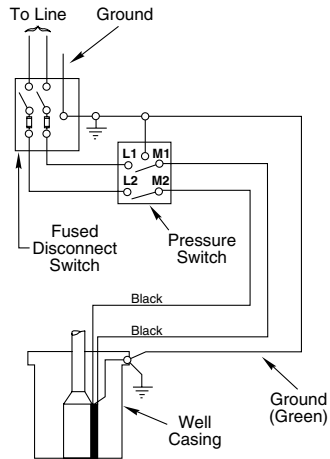 To Line
Ground
L1
M1
L2
M2
Fused
Disconnect
Switch
Pressure
Switch
Black
Black
Ground
(Green)
Well
Casing